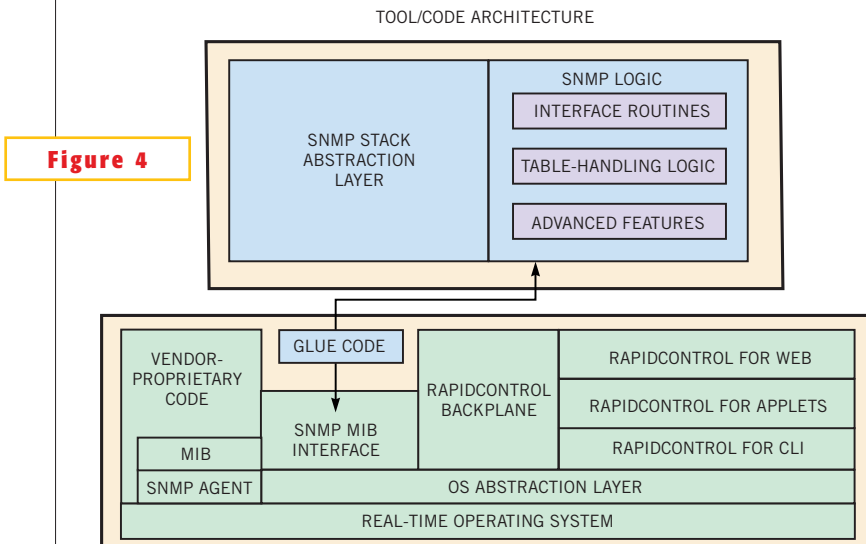 TOOL/CODE ARCHITECTURE
Figure 4
SNMP STACK
ABSTRACTION
LAYER
SNMP LOGIC
INTERFACE ROUTINES
TABLE-HANDLING LOGIC
ADVANCED FEATURES
VENDOR-
PROPRIETARY
CODE
MIB
SNMP AGENT
GLUE CODE
SNMP MIB
INTERFACE
RAPIDCONTROL
BACKPLANE
RAPIDCONTROL FOR WEB
RAPIDCONTROL FOR APPLETS
RAPIDCONTROL FOR CLI
OS ABSTRACTION LAYER
REAL-TIME OPERATING SYSTEM